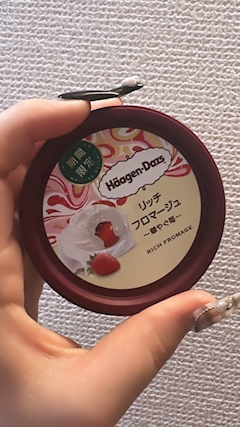 期間
限定
Häagen-Dazs
リッチ
フロマージュ
〜華やぐ苺〜
RICH FROMAGE